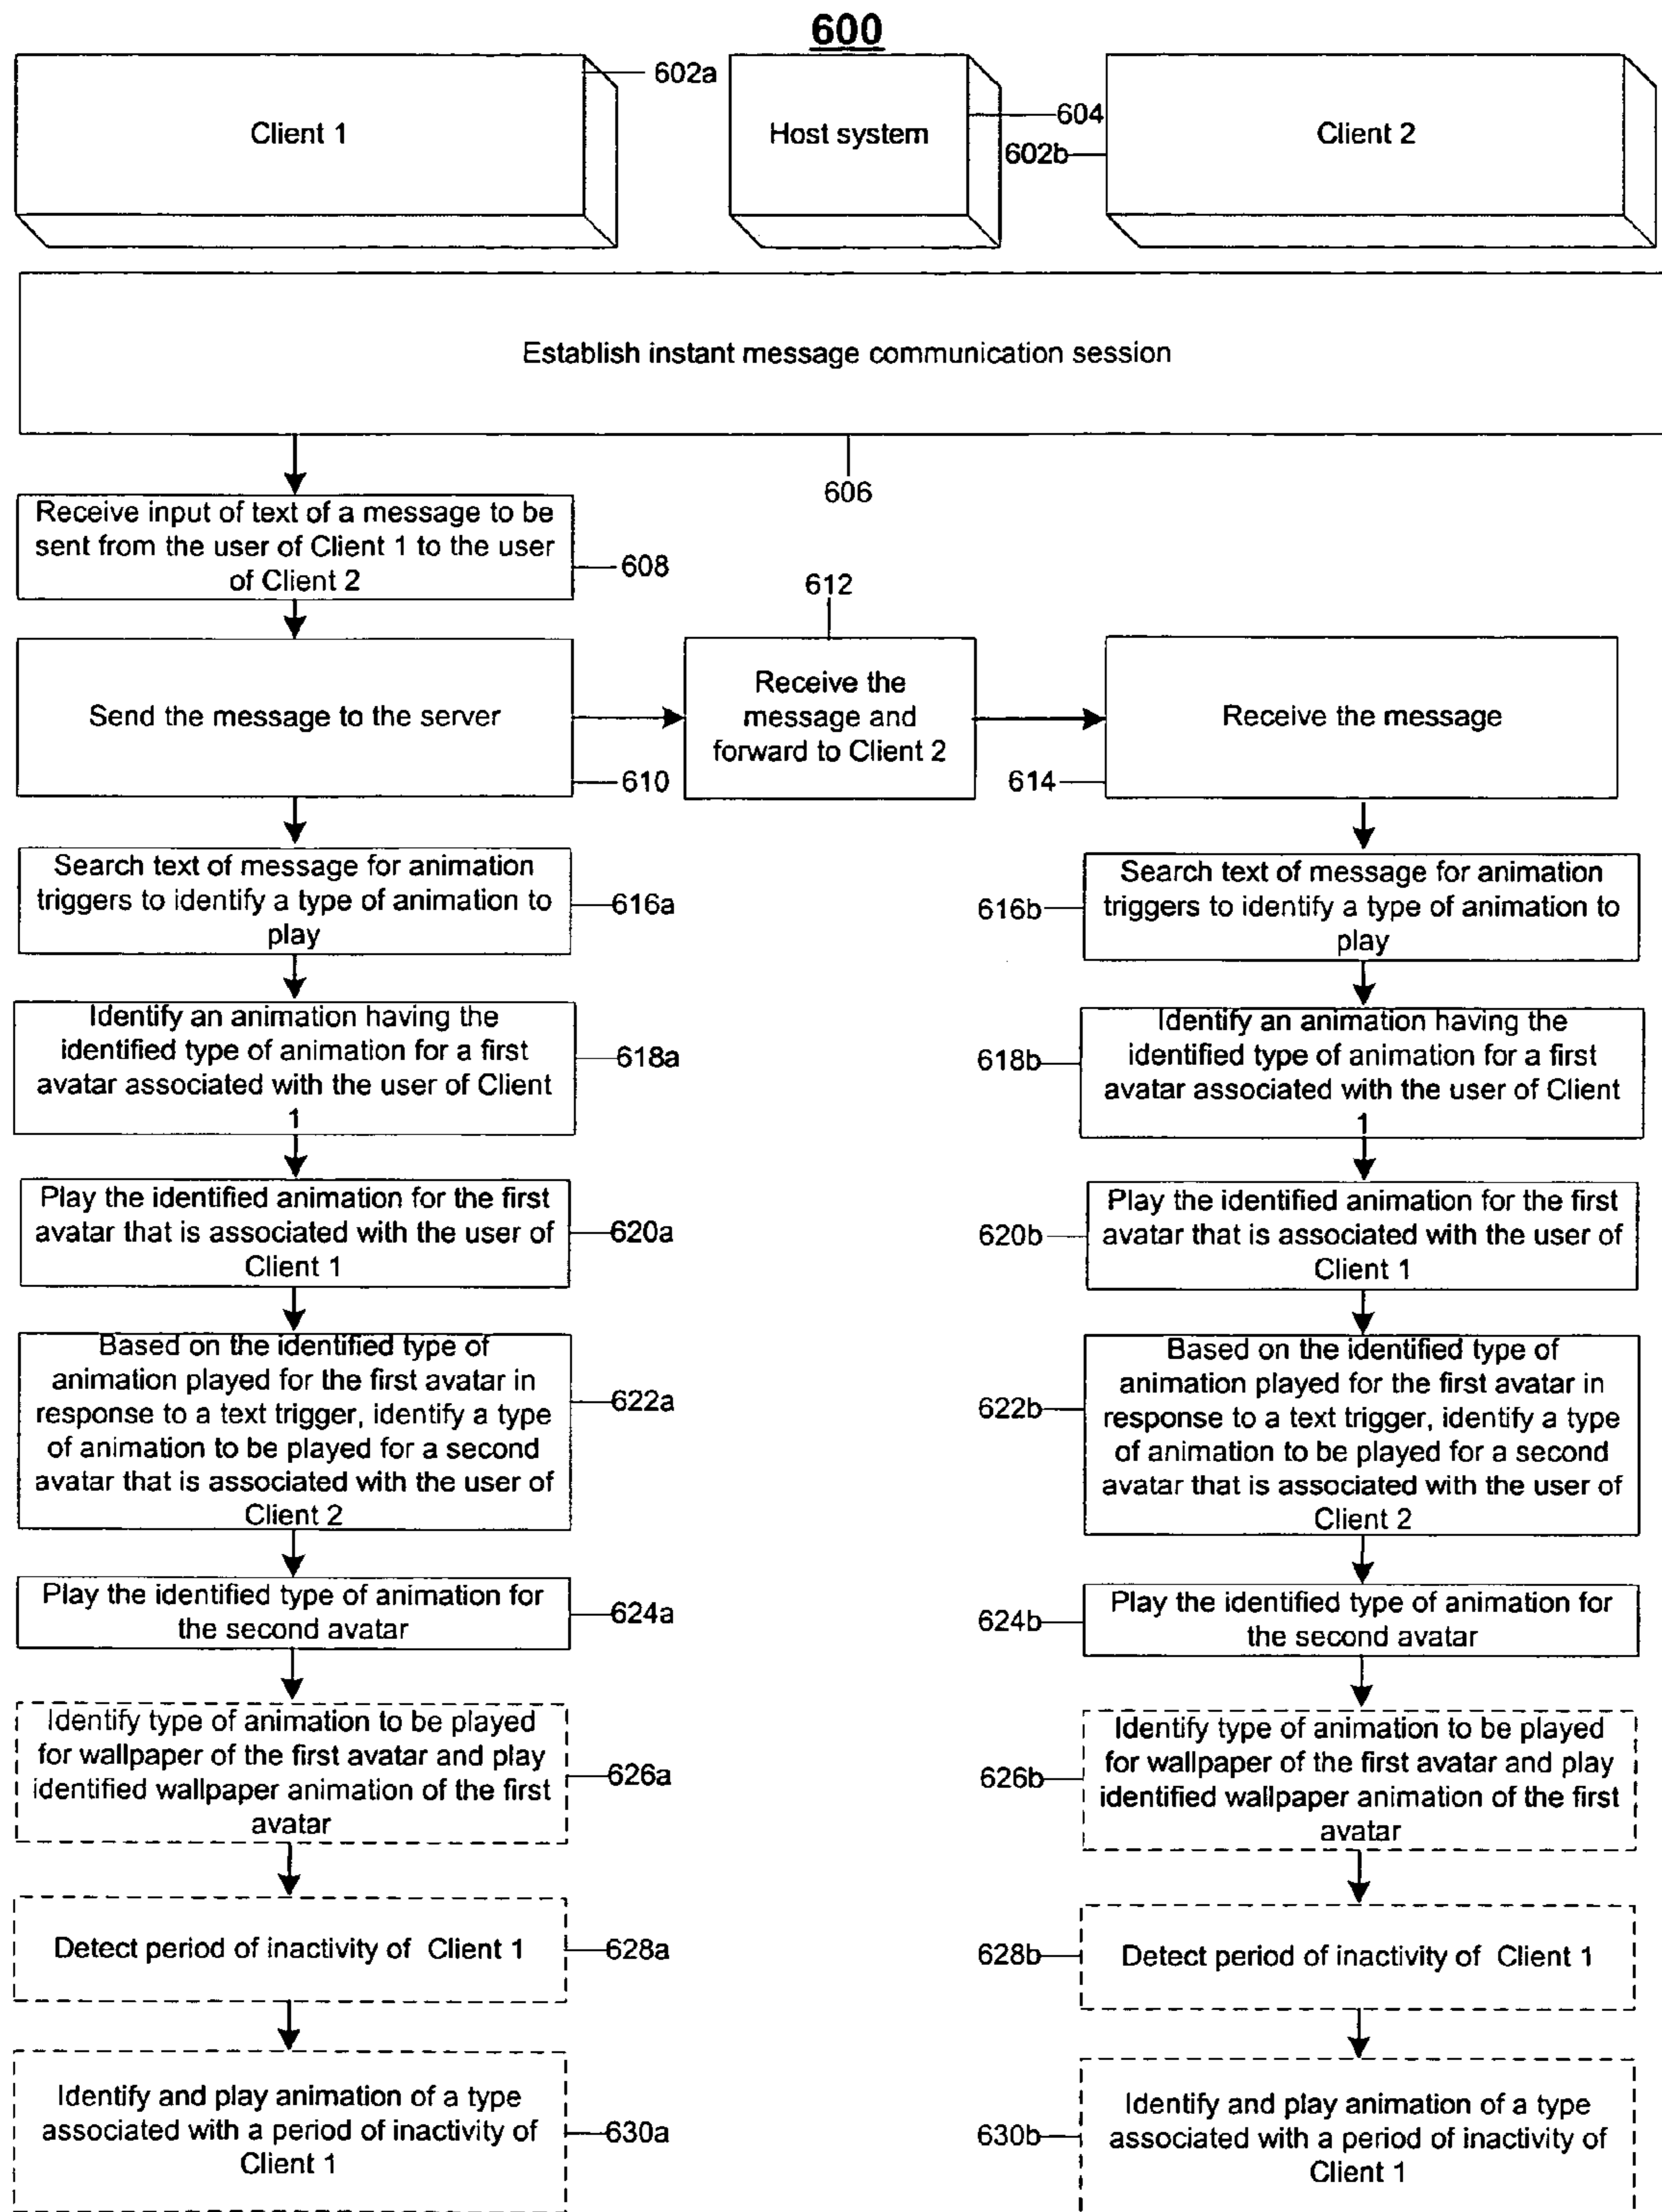 600
602a
Client 1
Host system
604
602b
Client 2
Establish instant message communication session
606
Receive input of text of a message to be
sent from the user of Client 1 to the user
of Client 2
608
612
Send the message to the server
610
Receive the
message and
forward to Client 2
Receive the message
614
Search text of message for animation
triggers to identify a type of animation to
play
616a
616b
Search text of message for animation
triggers to identify a type of animation to
play
Identify an animation having the
identified type of animation for a first
avatar associated with the user of Client
1
618a
618b
Identify an animation having the
identified type of animation for a first
avatar associated with the user of Client
1
Play the identified animation for the first
avatar that is associated with the user of
Client 1
620a
620b
Play the identified animation for the first
avatar that is associated with the user of
Client 1
Based on the identified type of
animation played for the first avatar in
response to a text trigger, identify a type
of animation to be played for a second
avatar that is associated with the user of
Client 2
622a
622b
Based on the identified type of
animation played for the first avatar in
response to a text trigger, identify a type
of animation to be played for a second
avatar that is associated with the user of
Client 2
Play the identified type of animation for
the second avatar
624a
624b
Play the identified type of animation for
the second avatar
Identify type of animation to be played
for wallpaper of the first avatar and play
identified wallpaper animation of the first
avatar
626a
626b
Identify type of animation to be played
for wallpaper of the first avatar and play
identified wallpaper animation of the first
avatar
Detect period of inactivity of Client 1
628a
628b
Detect period of inactivity of Client 1
Identify and play animation of a type
associated with a period of inactivity of
Client 1
630a
630b
Identify and play animation of a type
associated with a period of inactivity of
Client 1